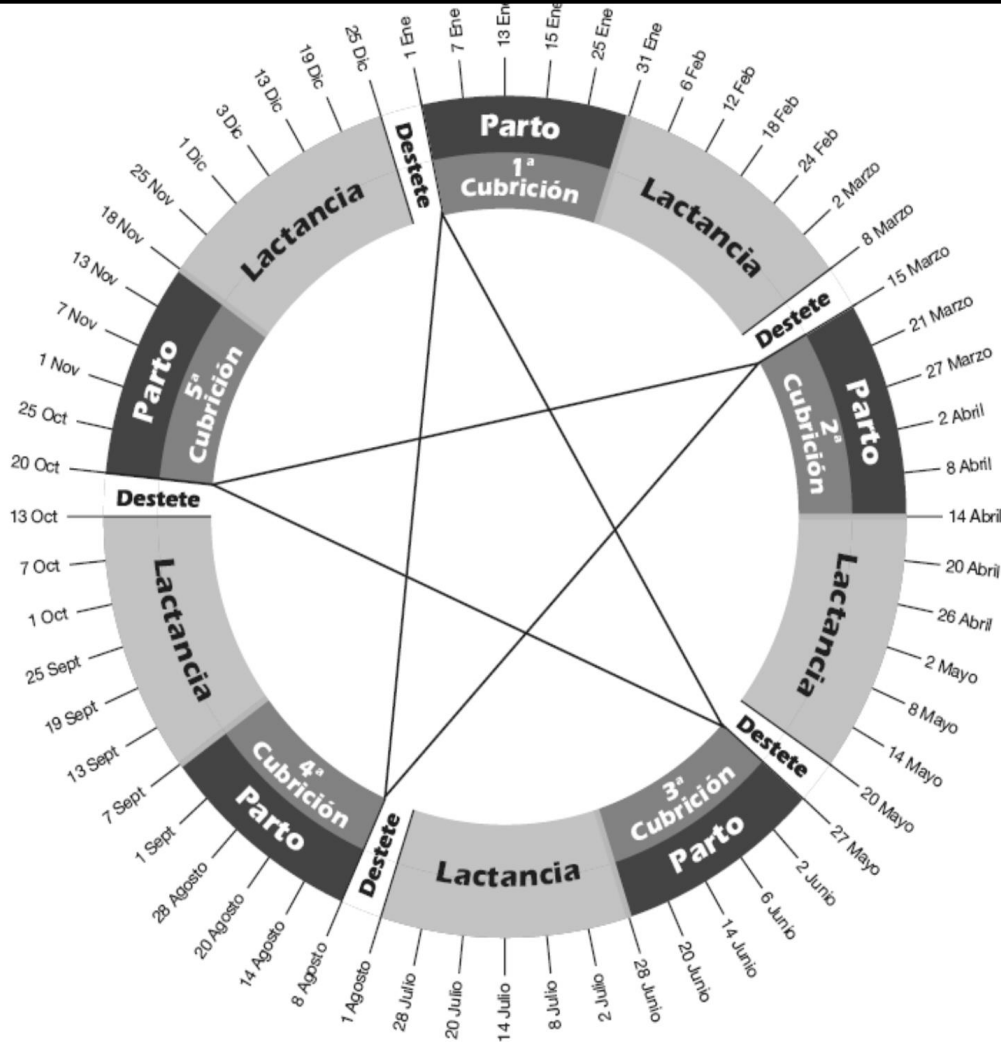 1 Ene
7 Ene
13 Ene
15 Ene
25 Ene
31 Ene
6 Feb
12 Feb
18 Feb
24 Feb
2 Marzo
8 Marzo
15 Marzo
21 Marzo
27 Marzo
2 Abril
8 Abril
14 Abril
20 Abril
26 Abril
2 Mayo
8 Mayo
14 Mayo
20 Mayo
27 Mayo
2 Junio
6 Junio
14 Junio
20 Junio
28 Junio
2 Julio
8 Julio
14 Julio
20 Julio
28 Julio
1 Agosto
8 Agosto
14 Agosto
20 Agosto
28 Agosto
1 Sept
7 Sept
13 Sept
19 Sept
25 Sept
1 Oct
7 Oct
13 Oct
20 Oct
25 Oct
1 Nov
7 Nov
13 Nov
18 Nov
25 Nov
1 Dic
3 Dic
13 Dic
19 Dic
25 Dic
Destete
Parto
1ª
Cubrición
Lactancia
Destete
Parto
2ª
Cubrición
Lactancia
Destete
Parto
3ª
Cubrición
Lactancia
Destete
Parto
4ª
Cubrición
Lactancia
Destete
Parto
5ª
Cubrición
Lactancia